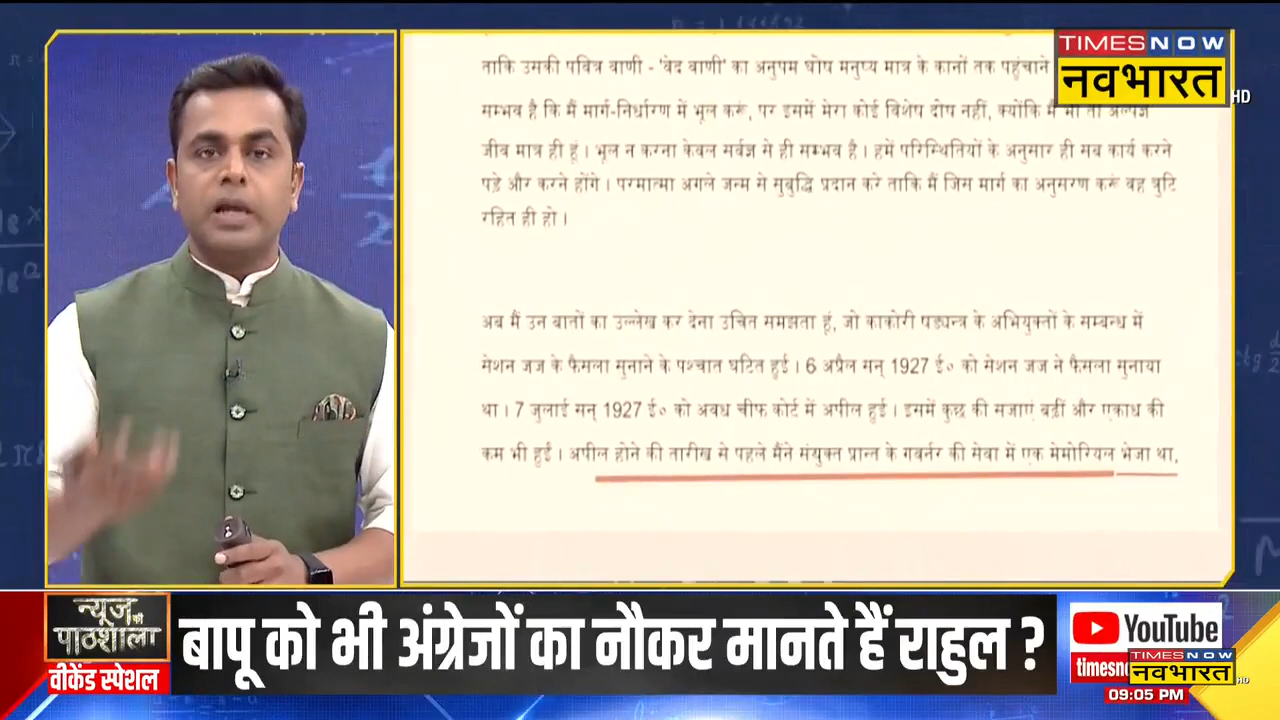 ताकि उसकी पवित्र वाणी - 'वेद वाणी' का अनुपम घोष मनुष्य मात्र के कानों तक पहुंचाने
सम्भव है कि मैं मार्ग-निर्धारण में भूल करूं, पर इसमें मेरा कोई विशेष दोष नहीं, क्योंकि मैं भी तो अल्पज्ञ
जीव मात्र ही हूं। भूल न करना केवल सर्वज्ञ से ही सम्भव है। हमें परिस्थितियों के अनुसार ही सब कार्य करने
पड़े और करने होंगे। परमात्मा अगले जन्म से सुबुद्धि प्रदान करे ताकि मैं जिस मार्ग का अनुसरण करूं वह त्रुटि
रहित ही हो।
अब मैं उन बातों का उल्लेख कर देना उचित समझता हूं, जो काकोरी षड्यन्त्र के अभियुक्तों के सम्बन्ध में
सेशन जज के फैसला सुनाने के पश्चात घटित हुई। 6 अप्रैल सन् 1927 ई० को सेशन जज ने फैसला सुनाया
था। 7 जुलाई सन् 1927 ई० को अवध चीफ कोर्ट में अपील हुई। इसमें कुछ की सजाएं बढ़ीं और एकाध की
कम भी हुई। अपील होने की तारीख से पहले मैंने संयुक्त प्रान्त के गवर्नर की सेवा में एक मेमोरियल भेजा था,
TIMES NOW
नवभारत
HD
न्यूज़ की
पाठशाला
वीकेंड स्पेशल
बापू को भी अंग्रेजों का नौकर मानते हैं राहुल ?
YouTube
timesno
TIMES NOW
नवभारत
HD
09:05 PM